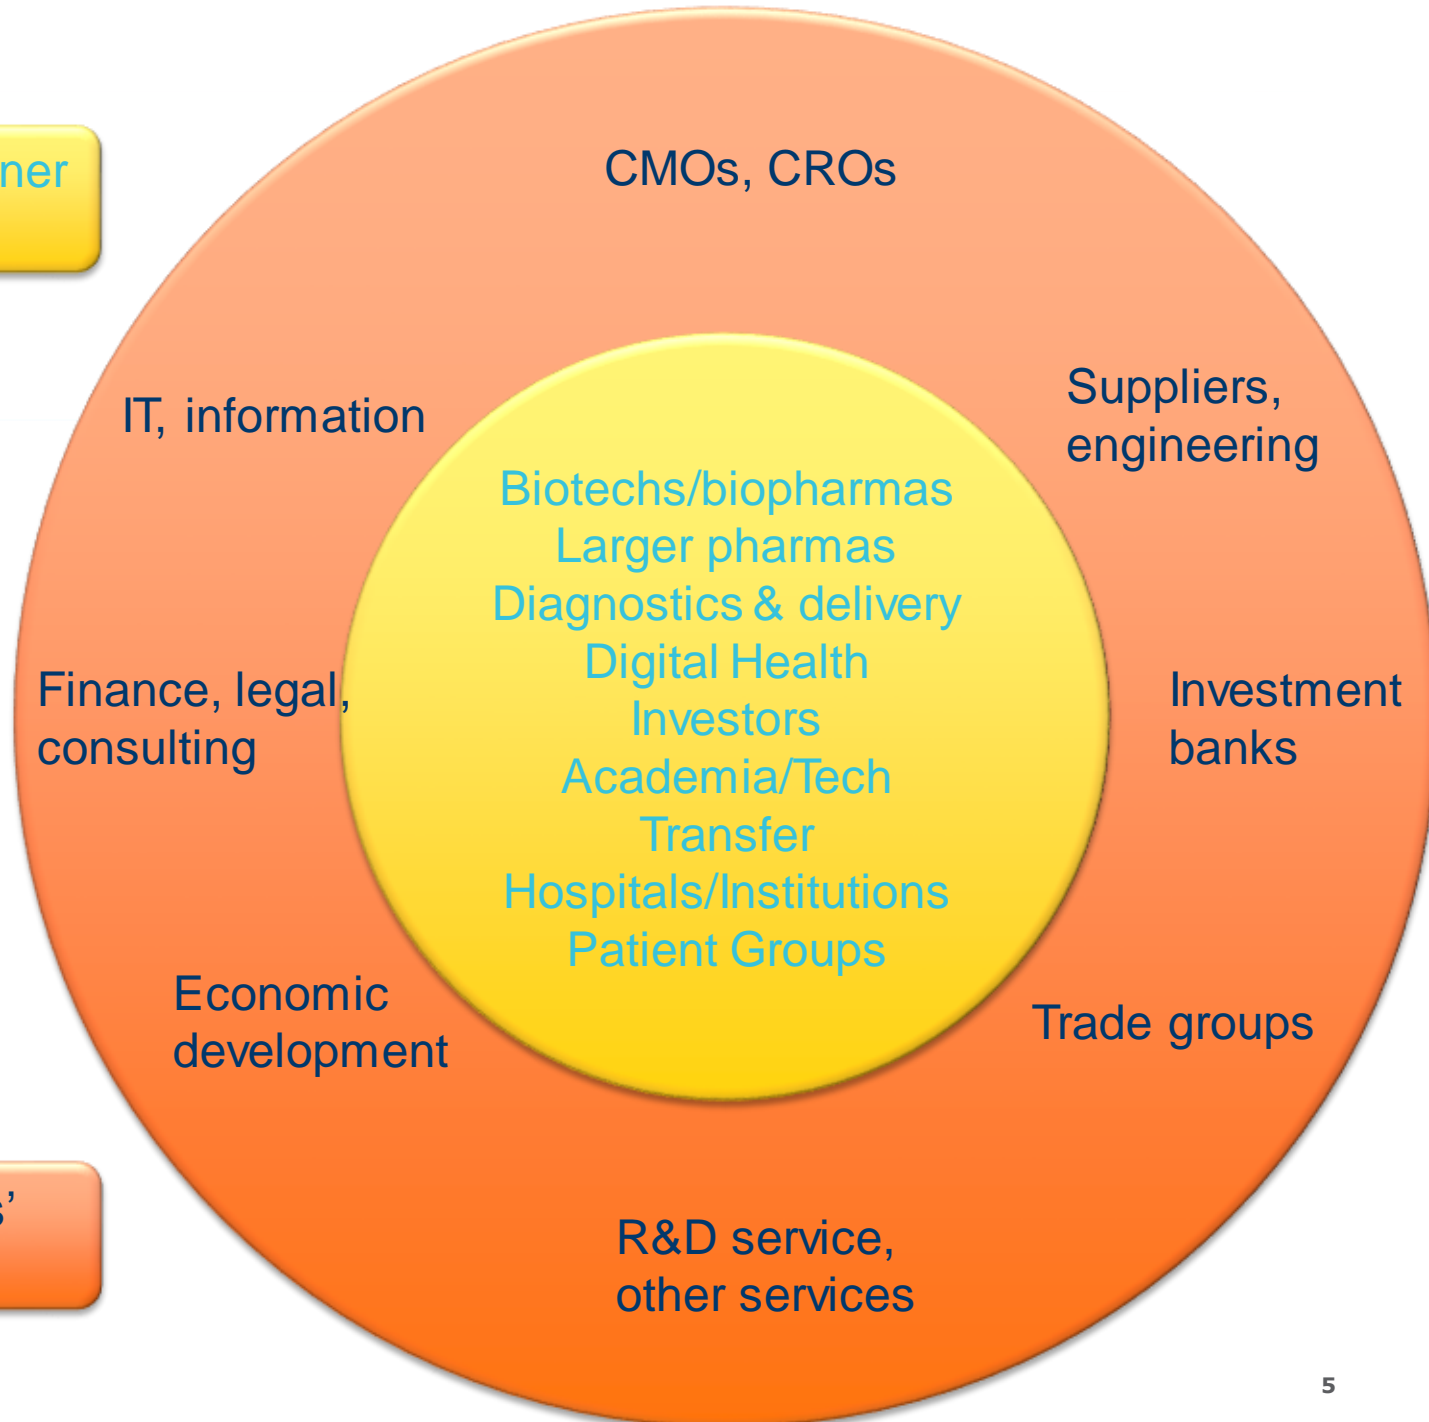 ner
CMOs, CROs
IT, information
Suppliers,
engineering
Biotechs/biopharmas
Larger pharmas
Diagnostics & delivery
Digital Health
Investors
Academia/Tech
Transfer
Hospitals/Institutions
Patient Groups
Finance, legal,
consulting
Investment
banks
Economic
development
Trade groups
s’
R&D service,
other services
5